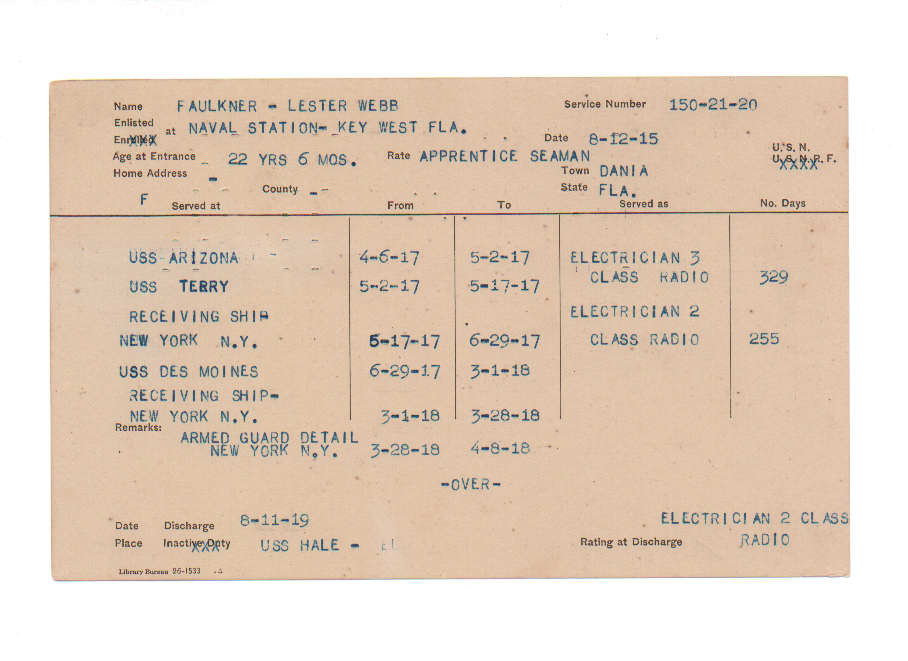 Name FAULKNER - LESTER WEBB Service Number 150-21-20
Enlisted
Enrolled at NAVAL STATION- KEY WEST FLA. Date 8-12-15
Age at Entrance 22 YRS 6 MOS. Rate APPRENTICE SEAMAN U. S. N.
U. S. N. R. F.
Home Address - Town DANIA
County -- State FLA.
F Served at From To Served as No. Days
USS ARIZONA 4-6-17 5-2-17 ELECTRICIAN 3
CLASS RADIO 329
USS TERRY 5-2-17 5-17-17
RECEIVING SHIP ELECTRICIAN 2
NEW YORK N.Y. 5-17-17 6-29-17 CLASS RADIO 255
USS DES MOINES 6-29-17 3-1-18
RECEIVING SHIP-
NEW YORK N.Y. 3-1-18 3-28-18
Remarks:
ARMED GUARD DETAIL
NEW YORK N.Y. 3-28-18 4-8-18
-OVER-
Date Discharge 8-11-19 ELECTRICIAN 2 CLASS
Place Inactive Duty USS HALE - Rating at Discharge RADIO
Library Bureau 26-1533